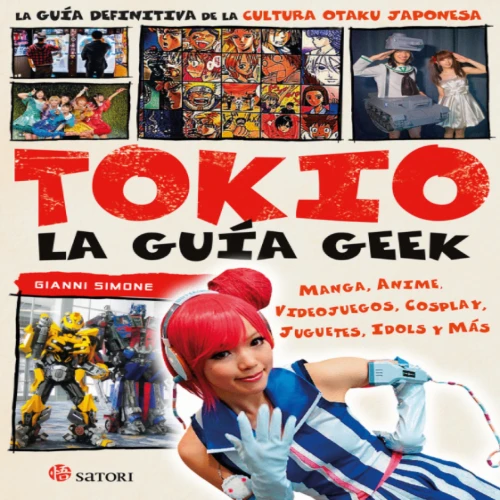 LA GUÍA DEFINITIVA DE LA CULTURA OTAKU JAPONESA
TOKIO
LA GUÍA GEEK
GIANNI SIMONE
MANGA, ANIME,
VIDEOJUEGOS, COSPLAY,
JUGUETES, IDOLS Y MÁS
悟 SATORI